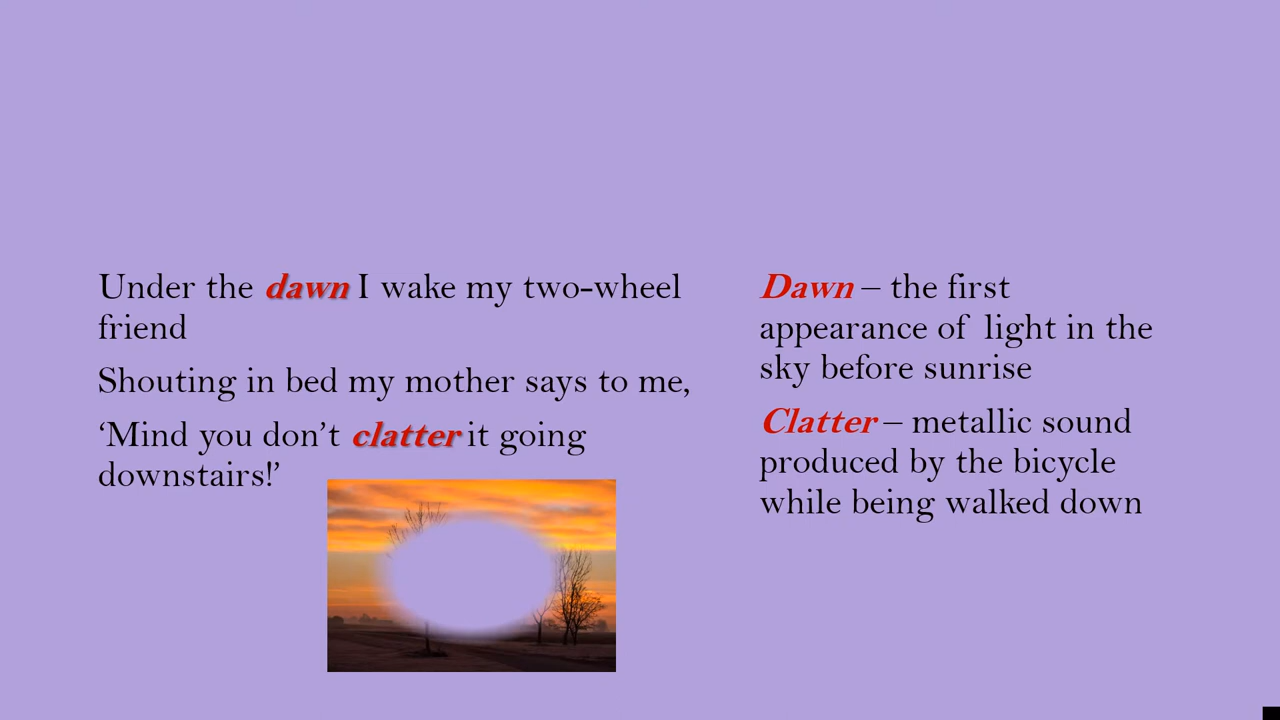 Under the dawn I wake my two-wheel
friend
Shouting in bed my mother says to me,
‘Mind you don’t clatter it going
downstairs!’
Dawn – the first
appearance of light in the
sky before sunrise
Clatter – metallic sound
produced by the bicycle
while being walked down